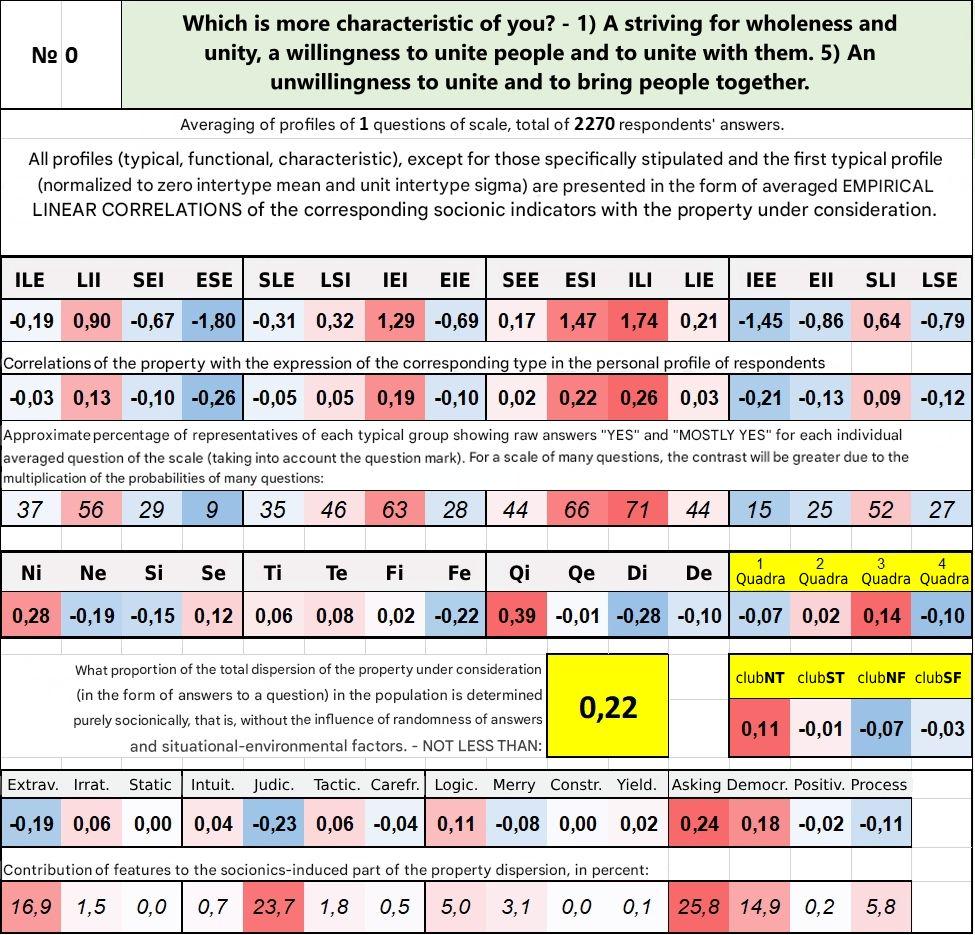 № 0
Which is more characteristic of you? - 1) A striving for wholeness and
unity, a willingness to unite people and to unite with them. 5) An
unwillingness to unite and to bring people together.
Averaging of profiles of 1 questions of scale, total of 2270 respondents' answers.
All profiles (typical, functional, characteristic), except for those specifically stipulated and the first typical profile
(normalized to zero intertype mean and unit intertype sigma) are presented in the form of averaged EMPIRICAL
LINEAR CORRELATIONS of the corresponding socionic indicators with the property under consideration.
ILE LII SEI ESE SLE LSI IEI EIE SEE ESI ILI LIE IEE EII SLI LSE
-0,19 0,90 -0,67 -1,80 -0,31 0,32 1,29 -0,69 0,17 1,47 1,74 0,21 -1,45 -0,86 0,64 -0,79
Correlations of the property with the expression of the corresponding type in the personal profile of respondents
-0,03 0,13 -0,10 -0,26 -0,05 0,05 0,19 -0,10 0,02 0,22 0,26 0,03 -0,21 -0,13 0,09 -0,12
Approximate percentage of representatives of each typical group showing raw answers "YES" and "MOSTLY YES" for each individual
averaged question of the scale (taking into account the question mark). For a scale of many questions, the contrast will be greater due to the
multiplication of the probabilities of many questions:
37 56 29 9 35 46 63 28 44 66 71 44 15 25 52 27
Ni Ne Si Se Ti Te Fi Fe Qi Qe Di De 1 Quadra 2 Quadra 3 Quadra 4 Quadra
0,28 -0,19 -0,15 0,12 0,06 0,08 0,02 -0,22 0,39 -0,01 -0,28 -0,10 -0,07 0,02 0,14 -0,10
What proportion of the total dispersion of the property under consideration
(in the form of answers to a question) in the population is determined
purely socionically, that is, without the influence of randomness of answers
and situational-environmental factors. - NOT LESS THAN:
0,22
clubNT clubST clubNF clubSF
0,11 -0,01 -0,07 -0,03
Extrav. Irrat. Static Intuit. Judic. Tactic. Carefr. Logic. Merry Constr. Yield. Asking Democr. Positiv. Process
-0,19 0,06 0,00 0,04 -0,23 0,06 -0,04 0,11 -0,08 0,00 0,02 0,24 0,18 -0,02 -0,11
Contribution of features to the socionics-induced part of the property dispersion, in percent:
16,9 1,5 0,0 0,7 23,7 1,8 0,5 5,0 3,1 0,0 0,1 25,8 14,9 0,2 5,8